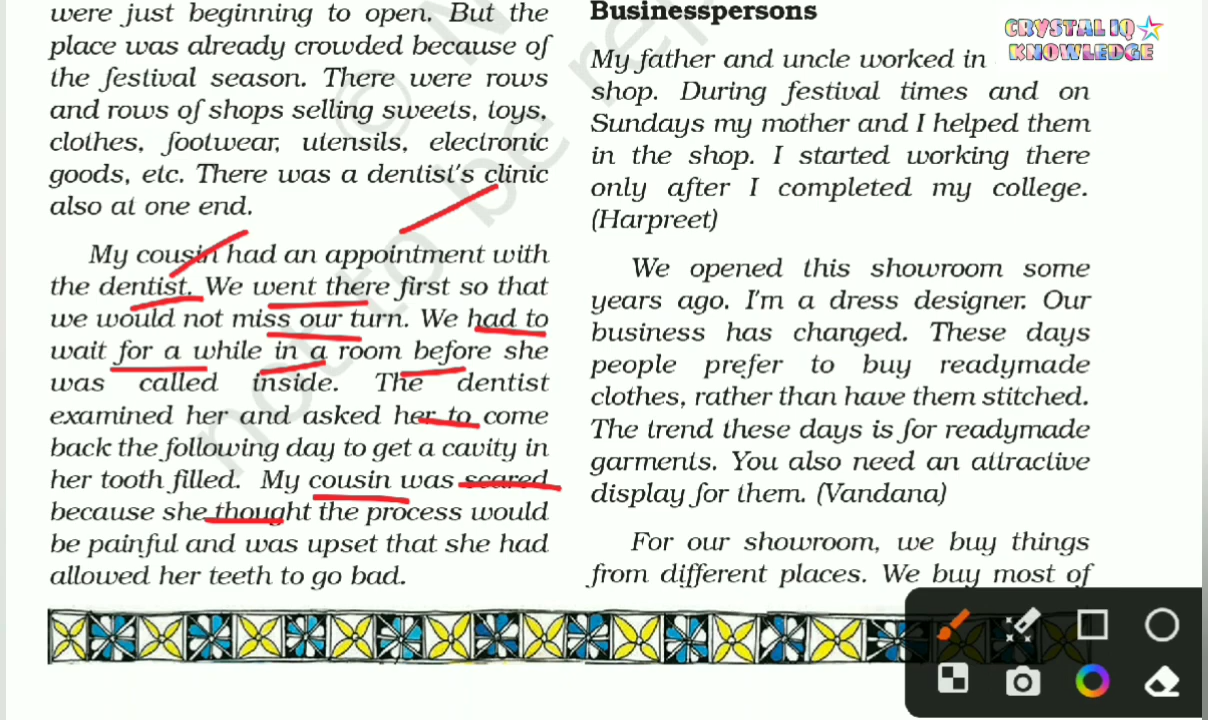 were just beginning to open. But the
place was already crowded because of
the festival season. There were rows
and rows of shops selling sweets, toys,
clothes, footwear, utensils, electronic
goods, etc. There was a dentist's clinic
also at one end.
My cousin had an appointment with
the dentist. We went there first so that
we would not miss our turn. We had to
wait for a while in a room before she
was called inside. The dentist
examined her and asked her to come
back the following day to get a cavity in
her tooth filled. My cousin was scared
because she thought the process would
be painful and was upset that she had
allowed her teeth to go bad.
Businesspersons
My father and uncle worked in
shop. During festival times and on
Sundays my mother and I helped them
in the shop. I started working there
only after I completed my college.
(Harpreet)
We opened this showroom some
years ago. I'm a dress designer. Our
business has changed. These days
people prefer to buy readymade
clothes, rather than have them stitched.
The trend these days is for readymade
garments. You also need an attractive
display for them. (Vandana)
For our showroom, we buy things
from different places. We buy most of
CRYSTAL IQ
KNOWLEDGE
not to be